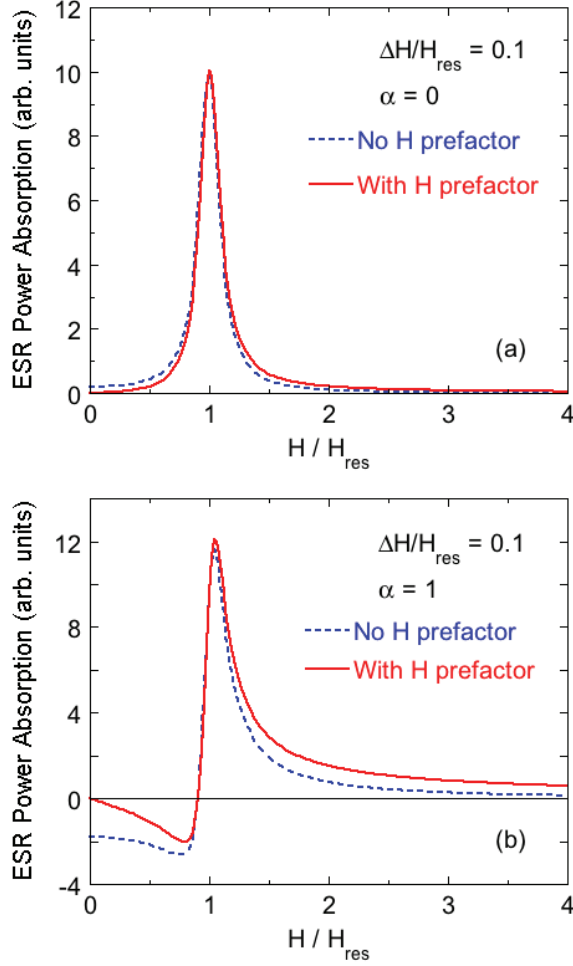 12
10
8
6
4
2
0
ESR Power Absorption (arb. units)
ΔH/Hres = 0.1
α = 0
No H prefactor
With H prefactor
(a)
0 1 2 3 4
H / Hres
12
8
4
0
-4
ESR Power Absorption (arb. units)
ΔH/Hres = 0.1
α = 1
No H prefactor
With H prefactor
(b)
0 1 2 3 4
H / Hres